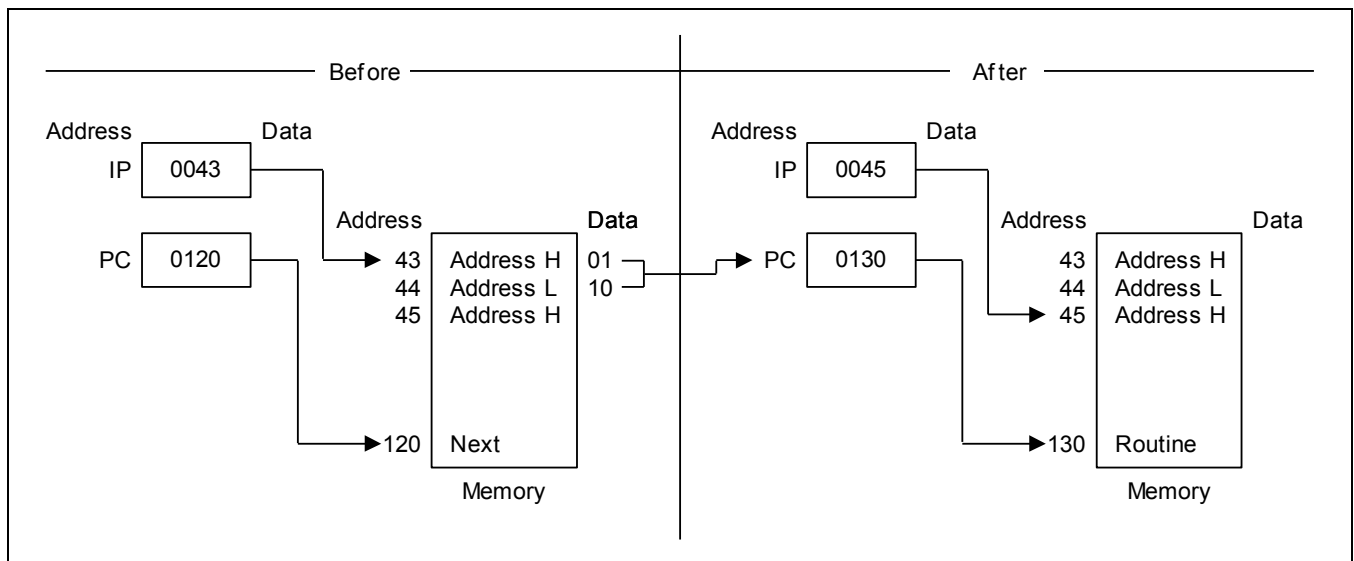 Before
Address Data
IP 0043
Address Data
PC 0120
43 Address H 01
44 Address L 10
45 Address H
120 Next
Memory
After
Address Data
IP 0045
Address Data
PC 0130
43 Address H
44 Address L
45 Address H
130 Routine
Memory